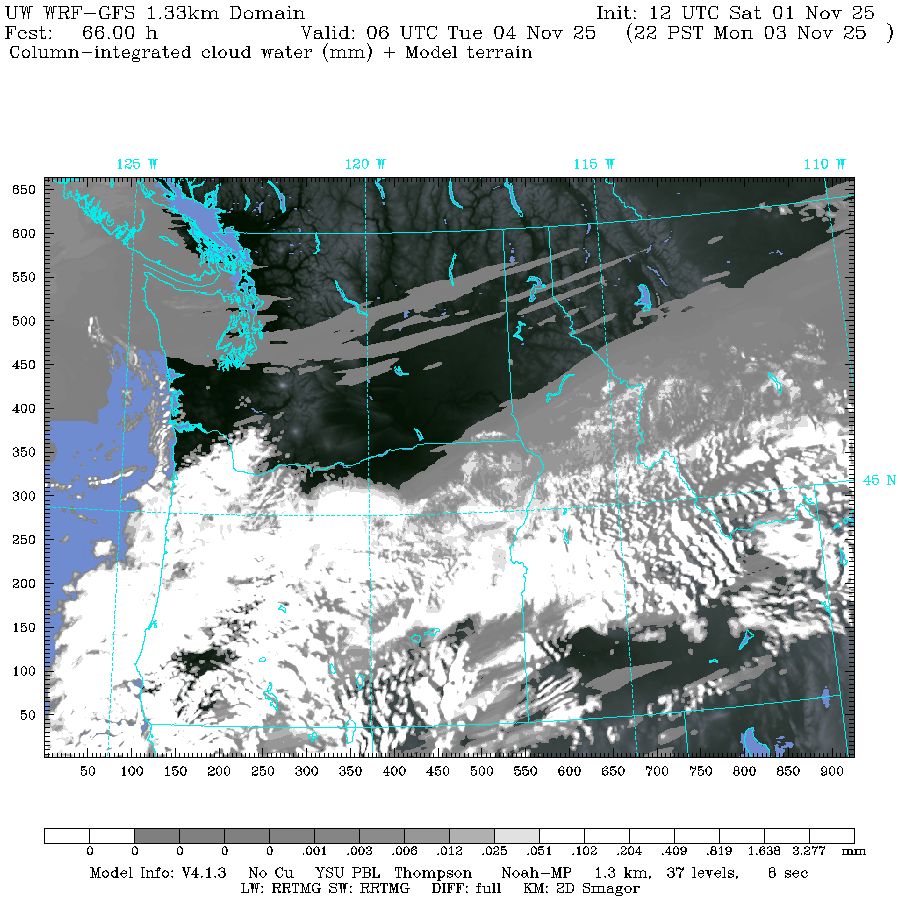 UW WRF-GFS 1.33km Domain Init: 12 UTC Sat 01 Nov 25
Fcst: 66.00 h Valid: 06 UTC Tue 04 Nov 25 (22 PST Mon 03 Nov 25 )
Column-integrated cloud water (mm) + Model terrain
125 W 120 W 115 W 110 W
650
600
550
500
450
400
350
45 N
300
250
200
150
100
50
50 100 150 200 250 300 350 400 450 500 550 600 650 700 750 800 850 900
0 0 0 0 0 .001 .003 .006 .012 .025 .051 .102 .204 .409 .819 1.638 3.277 mm
Model Info: V4.1.3 No Cu YSU PBL Thompson Noah-MP 1.3 km, 37 levels, 8 sec
LW: RRTMG SW: RRTMG DIFF: full KM: 2D Smagor